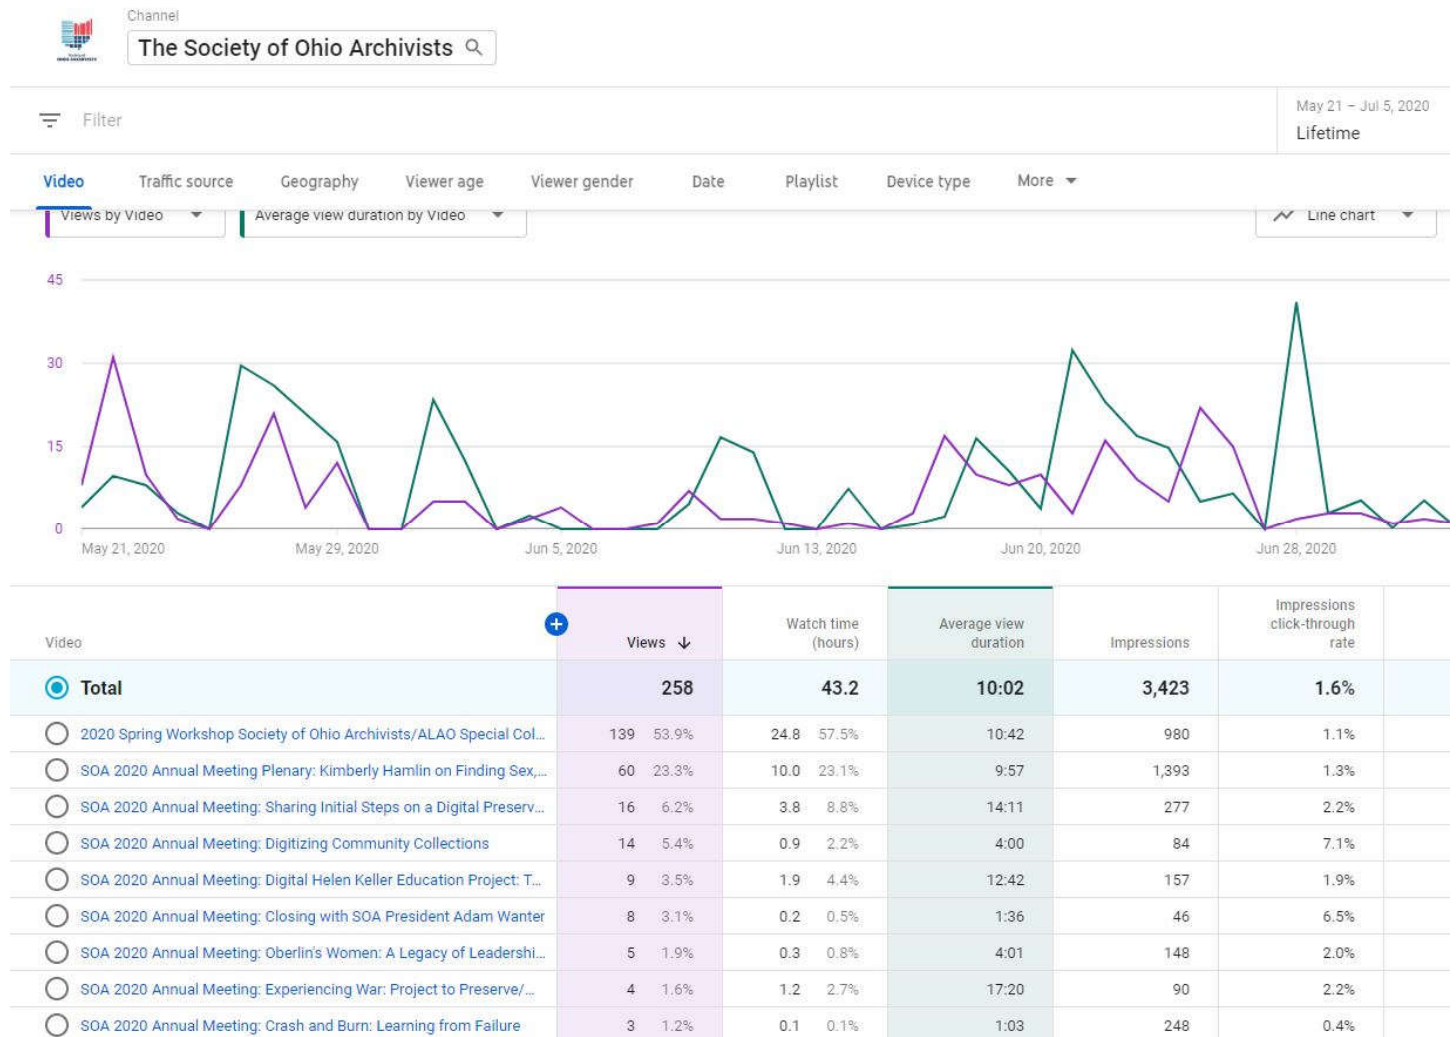 Channel
The Society of Ohio Archivists
OHIO ARCHIVISTS
Filter
May 21 – Jul 5, 2020
Lifetime
Video Traffic source Geography Viewer age Viewer gender Date Playlist Device type More
Views by Video Average view duration by Video Line chart
45
30
15
0
May 21, 2020 May 29, 2020 Jun 5, 2020 Jun 13, 2020 Jun 20, 2020 Jun 28, 2020
Video Views Watch time (hours) Average view duration Impressions Impressions click-through rate
Total 258 43.2 10:02 3,423 1.6%
2020 Spring Workshop Society of Ohio Archivists/ALAO Special Col... 139 53.9% 24.8 57.5% 10:42 980 1.1%
SOA 2020 Annual Meeting Plenary: Kimberly Hamlin on Finding Sex,... 60 23.3% 10.0 23.1% 9:57 1,393 1.3%
SOA 2020 Annual Meeting: Sharing Initial Steps on a Digital Preserv... 16 6.2% 3.8 8.8% 14:11 277 2.2%
SOA 2020 Annual Meeting: Digitizing Community Collections 14 5.4% 0.9 2.2% 4:00 84 7.1%
SOA 2020 Annual Meeting: Digital Helen Keller Education Project: T... 9 3.5% 1.9 4.4% 12:42 157 1.9%
SOA 2020 Annual Meeting: Closing with SOA President Adam Wanter 8 3.1% 0.2 0.5% 1:36 46 6.5%
SOA 2020 Annual Meeting: Oberlin's Women: A Legacy of Leadershi... 5 1.9% 0.3 0.8% 4:01 148 2.0%
SOA 2020 Annual Meeting: Experiencing War: Project to Preserve/... 4 1.6% 1.2 2.7% 17:20 90 2.2%
SOA 2020 Annual Meeting: Crash and Burn: Learning from Failure 3 1.2% 0.1 0.1% 1:03 248 0.4%